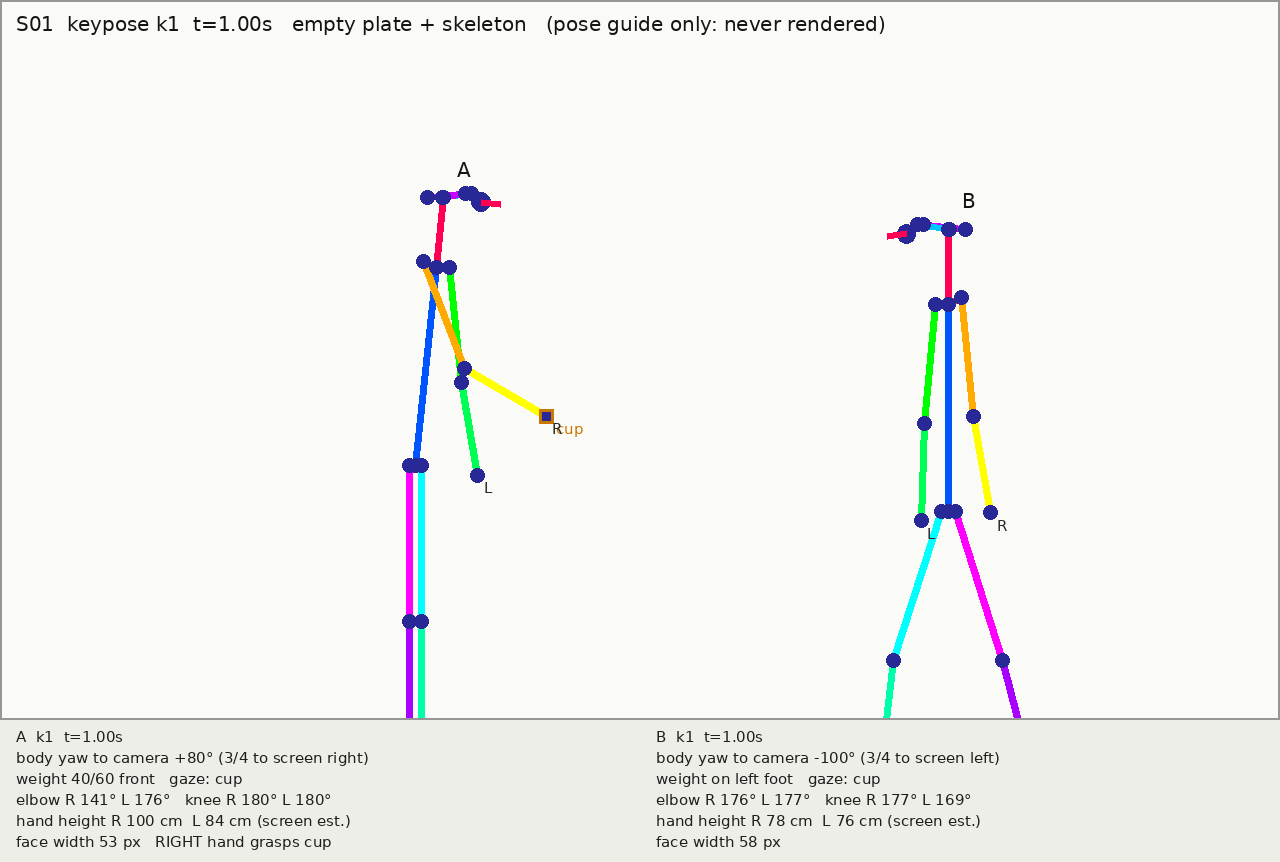 S01  keypose k1  t=1.00s   empty plate + skeleton   (pose guide only: never rendered)
A
B
R
cup
L
L
R
A  k1  t=1.00s
body yaw to camera +80° (3/4 to screen right)
weight 40/60 front   gaze: cup
elbow R 141° L 176°   knee R 180° L 180°
hand height R 100 cm  L 84 cm (screen est.)
face width 53 px   RIGHT hand grasps cup
B  k1  t=1.00s
body yaw to camera -100° (3/4 to screen left)
weight on left foot   gaze: cup
elbow R 176° L 177°   knee R 177° L 169°
hand height R 78 cm  L 76 cm (screen est.)
face width 58 px